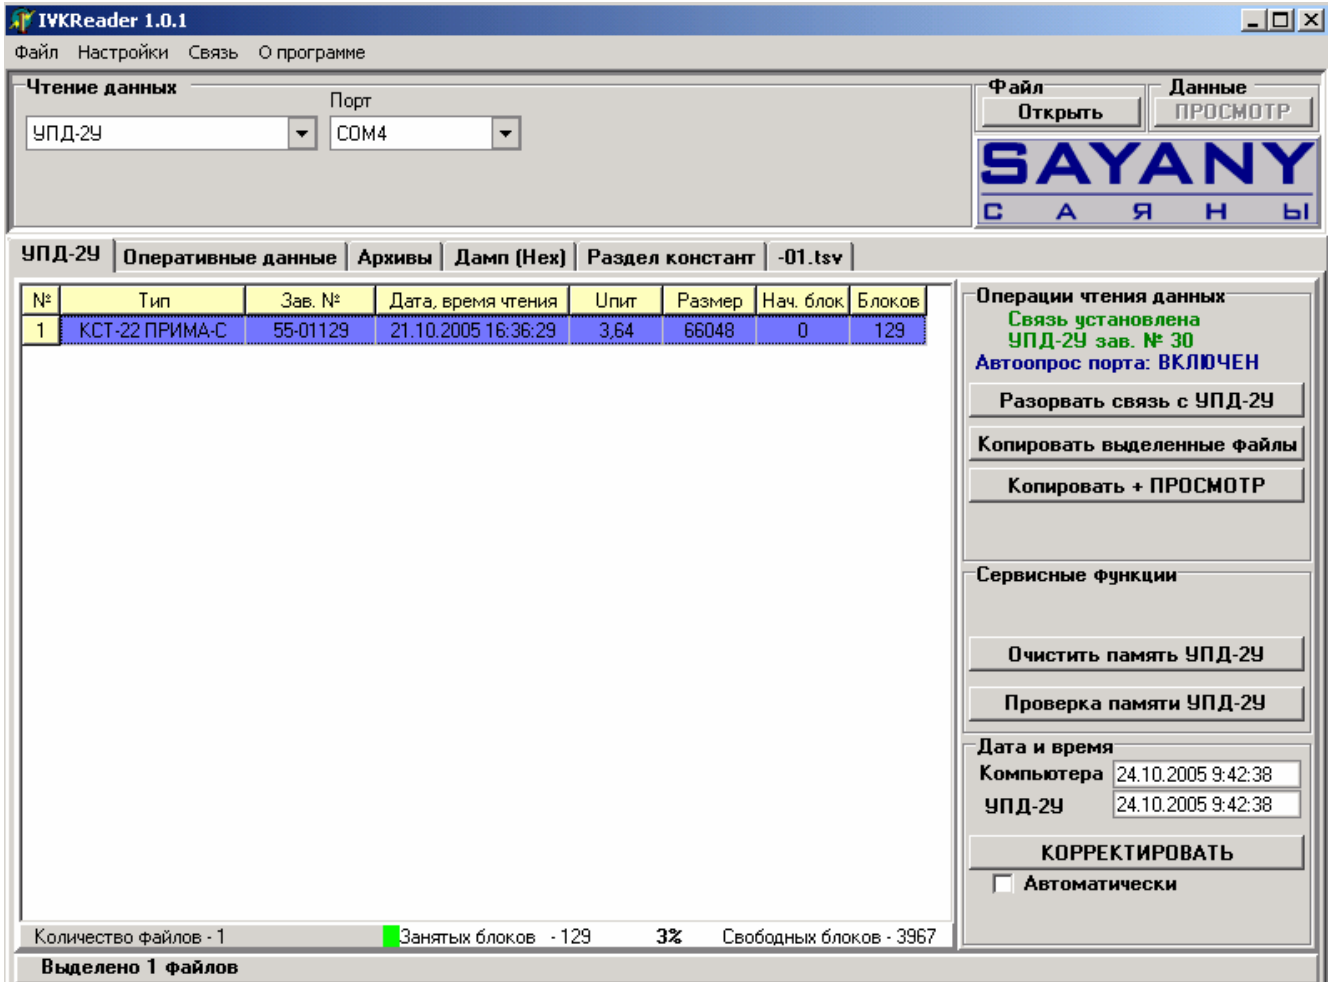 IVKReader 1.0.1
Файл Настройки Связь О программе
Чтение данных
Порт
УПД-2У COM4
Файл Данные
Открыть ПРОСМОТР
SAYANY
САЯНЫ
УПД-2У Оперативные данные Архивы Дамп (Hex) Раздел констант -01.tsv
№ Тип Зав. № Дата, время чтения Uпит Размер Нач. блок Блоков
1 КСТ-22 ПРИМА-С 55-01129 21.10.2005 16:36:29 3,64 66048 0 129
Операции чтения данных
Связь установлена
УПД-2У зав. № 30
Автоопрос порта: ВКЛЮЧЕН
Разорвать связь с УПД-2У
Копировать выделенные файлы
Копировать + ПРОСМОТР
Сервисные функции
Очистить память УПД-2У
Проверка памяти УПД-2У
Дата и время
Компьютера 24.10.2005 9:42:38
УПД-2У 24.10.2005 9:42:38
КОРРЕКТИРОВАТЬ
Автоматически
Количество файлов - 1 Занятых блоков - 129 3% Свободных блоков - 3967
Выделено 1 файлов